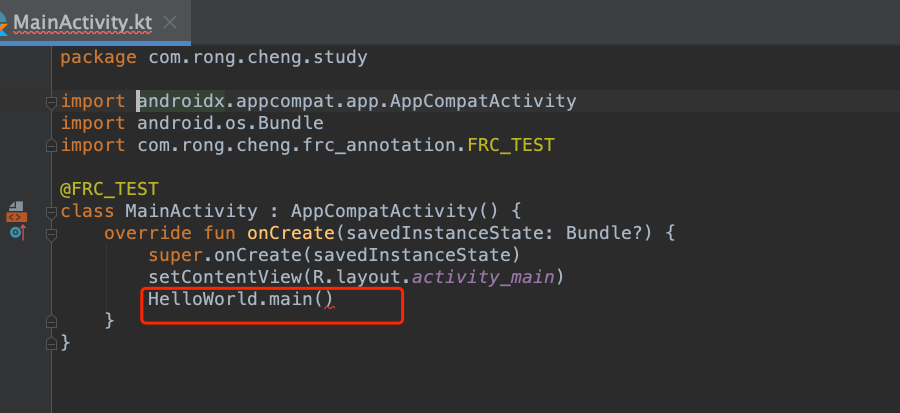 MainActivity.kt
package com.rong.cheng.study
import androidx.appcompat.app.AppCompatActivity
import android.os.Bundle
import com.rong.cheng.frc_annotation.FRC_TEST
@FRC_TEST
class MainActivity : AppCompatActivity() {
override fun onCreate(savedInstanceState: Bundle?) {
super.onCreate(savedInstanceState)
setContentView(R.layout.activity_main)
HelloWorld.main()
}
}